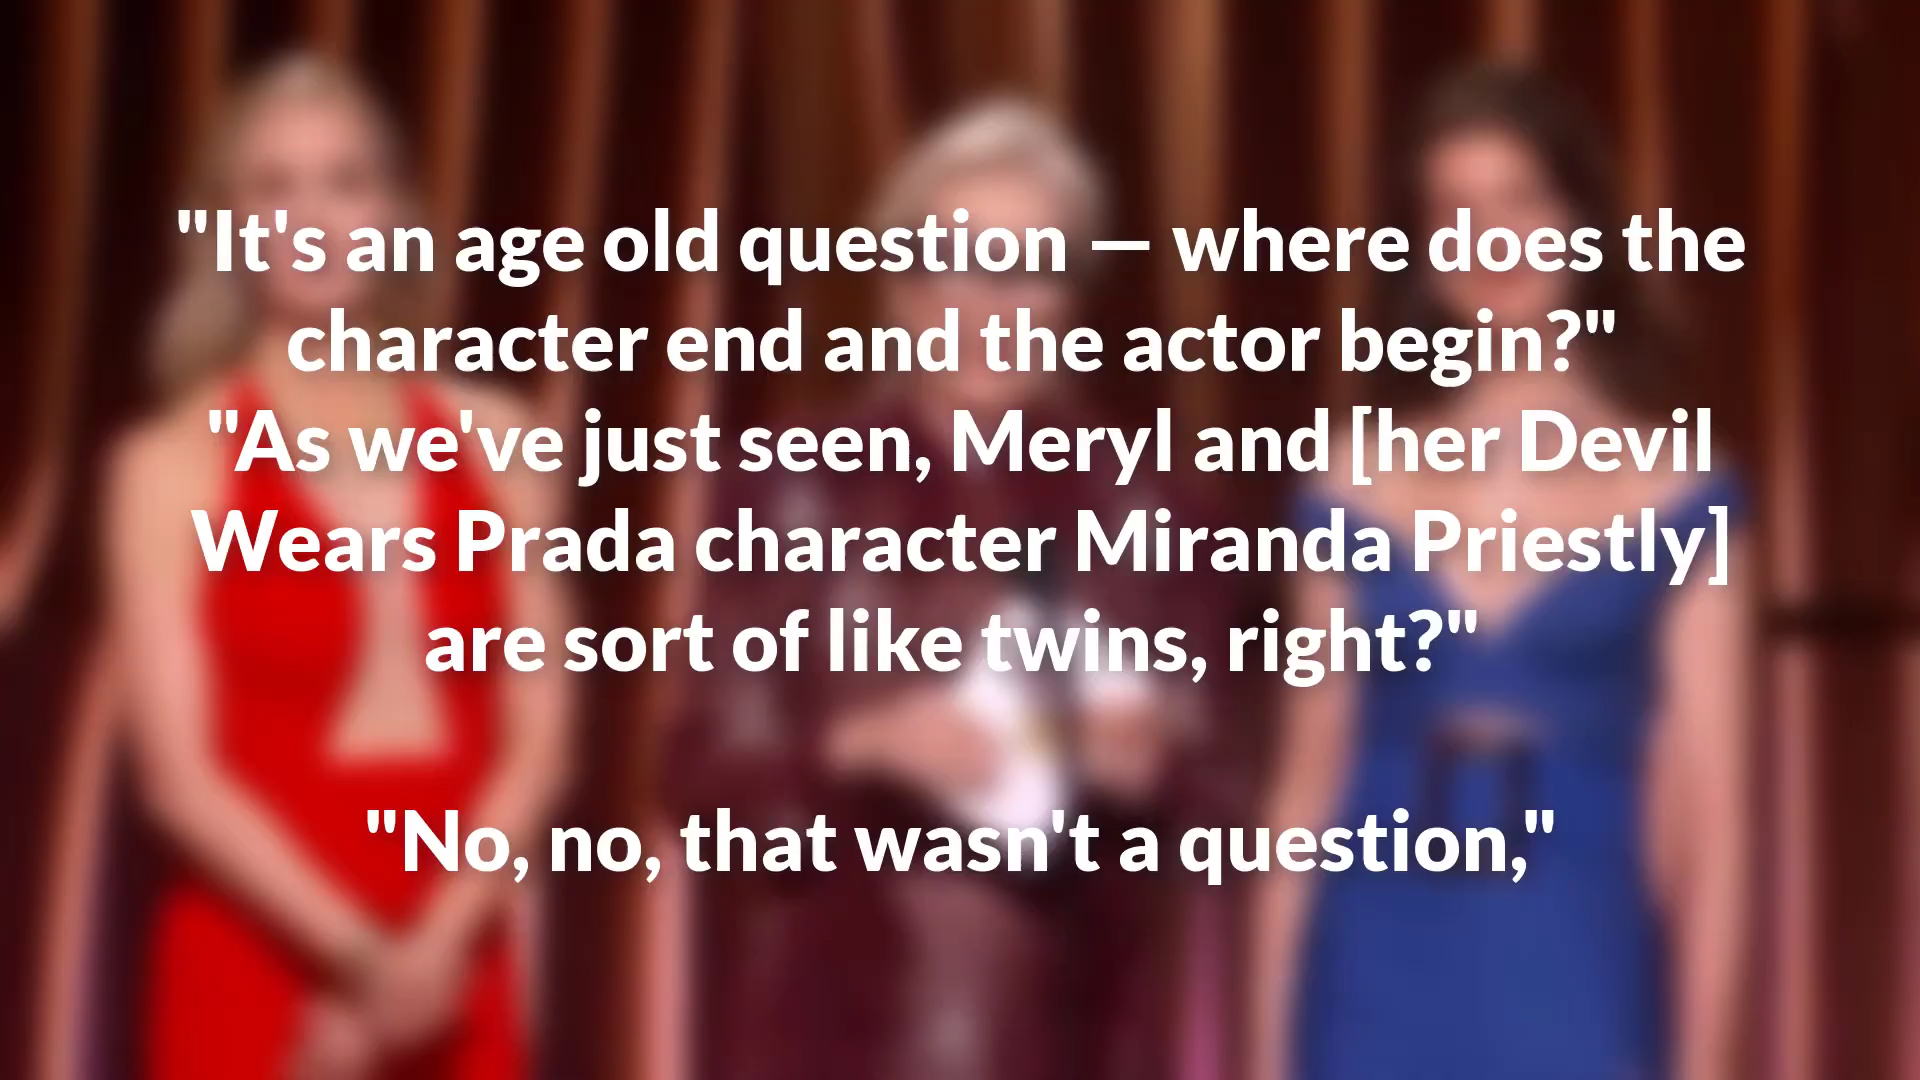 "It's an age old question — where does the
character end and the actor begin?"
"As we've just seen, Meryl and [her Devil
Wears Prada character Miranda Priestly]
are sort of like twins, right?"
"No, no, that wasn't a question,"